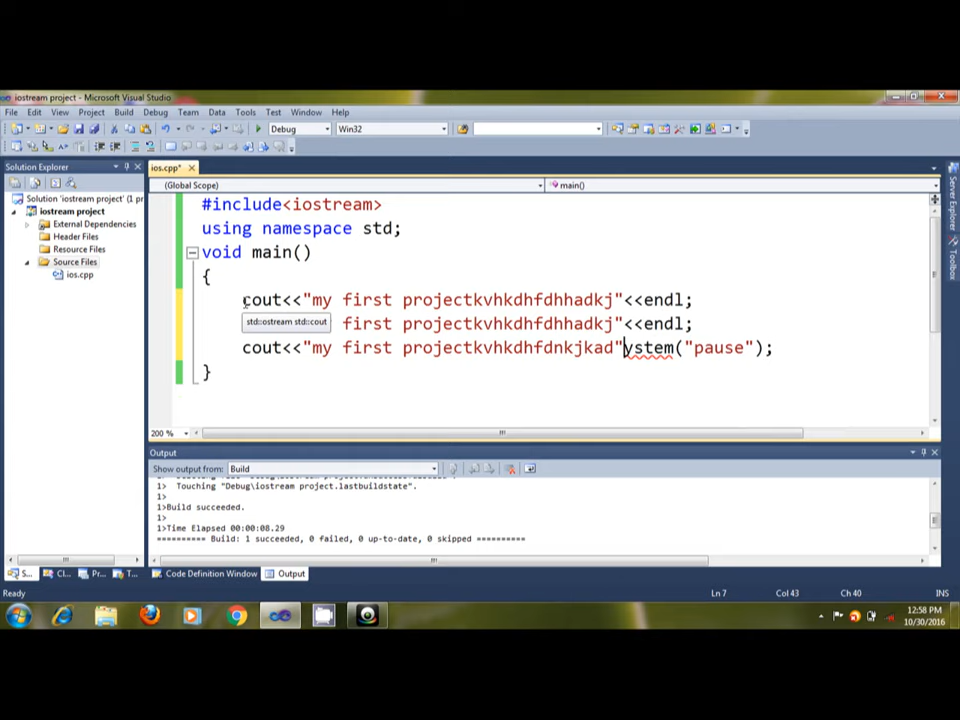 iostream project - Microsoft Visual Studio
File Edit View Project Build Debug Team Data Tools Test Window Help
Debug Win32
Solution Explorer
ios.cpp*
(Global Scope) main()
Solution 'iostream project' (1 pr
iostream project
External Dependencies
Header Files
Resource Files
Source Files
ios.cpp
#include<iostream>
using namespace std;
void main()
{
cout<<"my first projectkvhkdhfdhhadkj"<<endl;
std::ostream std::cout first projectkvhkdhfdhhadkj"<<endl;
cout<<"my first projectkvhkdhfdnkjkad"ystem("pause");
}
200 %
Server Explorer
Toolbox
Output
Show output from: Build
1> Touching "Debug\iostream project.lastbuildstate".
1>
1>Build succeeded.
1>
1>Time Elapsed 00:00:08.29
========== Build: 1 succeeded, 0 failed, 0 up-to-date, 0 skipped ==========
S... Cl... Pr... T... Code Definition Window Output
Ready Ln 7 Col 43 Ch 40 INS
12:58 PM
10/30/2016